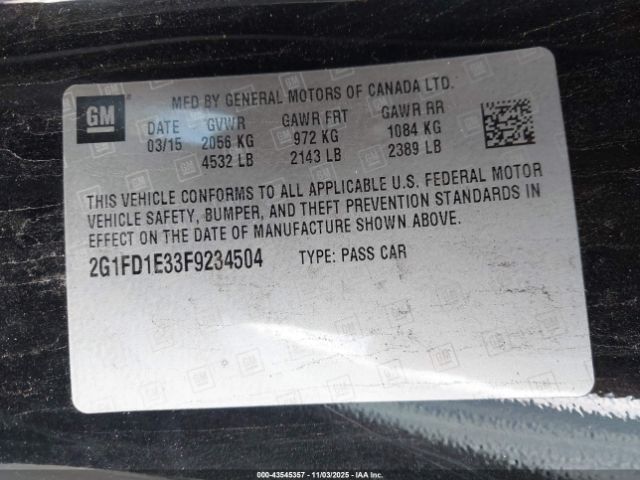 GM
MFD BY GENERAL MOTORS OF CANADA LTD.
DATE GVWR GAWR FRT GAWR RR
03/15 2056 KG 972 KG 1084 KG
4532 LB 2143 LB 2389 LB
THIS VEHICLE CONFORMS TO ALL APPLICABLE U.S. FEDERAL MOTOR
VEHICLE SAFETY, BUMPER, AND THEFT PREVENTION STANDARDS IN
EFFECT ON THE DATE OF MANUFACTURE SHOWN ABOVE.
2G1FD1E33F9234504 TYPE: PASS CAR
000-43545357 - 11/03/2025 - IAA Inc.